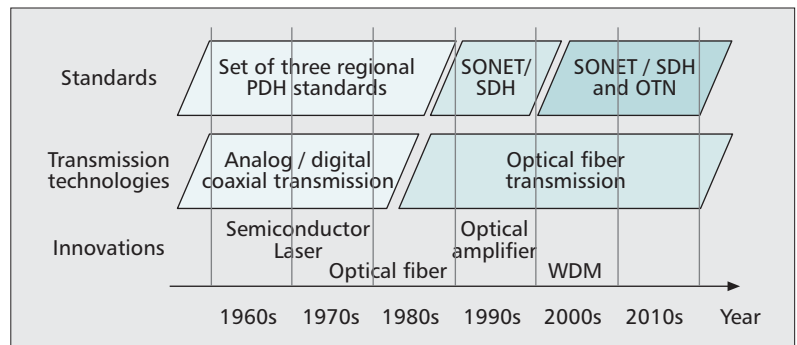 Standards
Set of three regional
PDH standards
SONET/
SDH
SONET / SDH
and OTN
Transmission
technologies
Analog / digital
coaxial transmission
Optical fiber
transmission
Innovations
Semiconductor
Laser
Optical fiber
Optical
amplifier
WDM
1960s 1970s 1980s 1990s 2000s 2010s Year